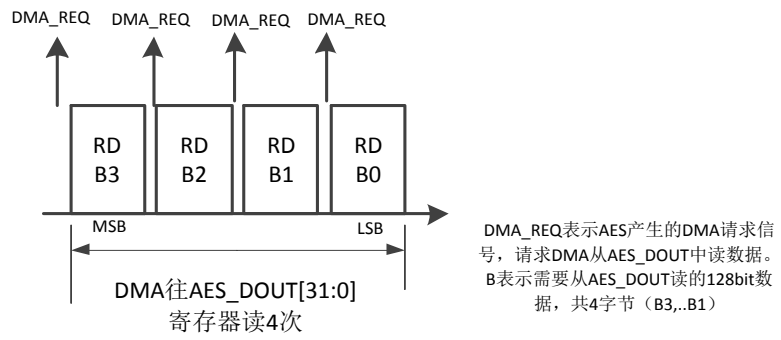 DMA_REQ DMA_REQ DMA_REQ DMA_REQ
RD RD RD RD
B3 B2 B1 B0
MSB LSB
DMA往AES_DOUT[31:0]
寄存器读4次
DMA_REQ表示AES产生的DMA请求信
号，请求DMA从AES_DOUT中读数据。
B表示需要从AES_DOUT读的128bit数
据，共4字节（B3,..B1）